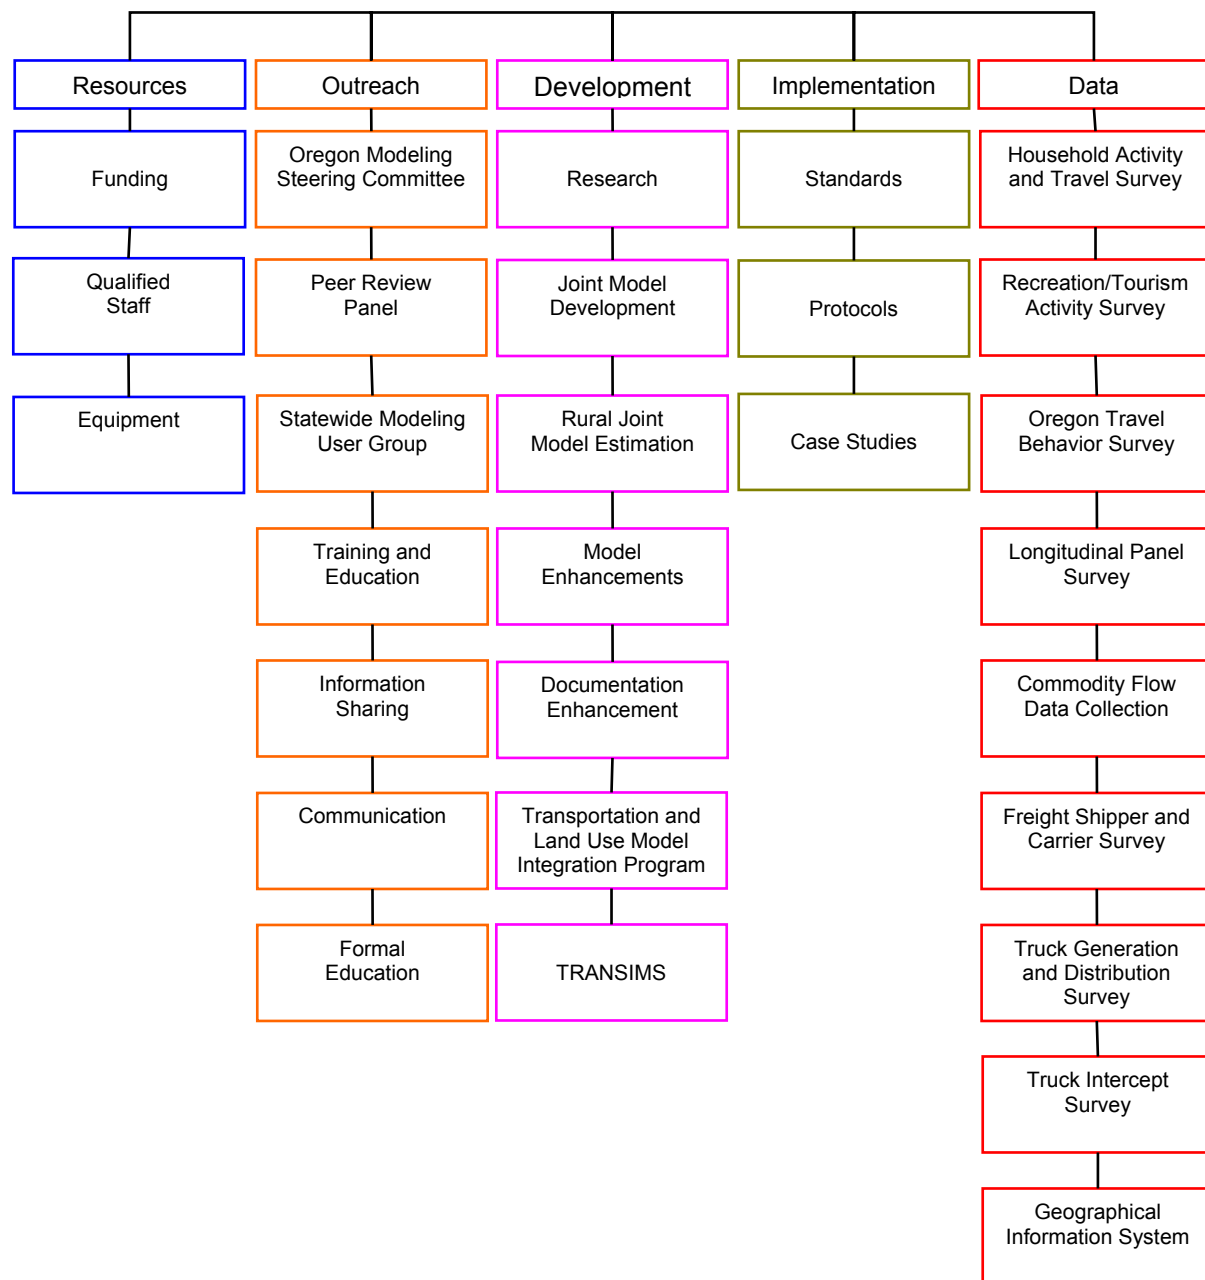 Resources
Funding
Qualified
Staff
Equipment
Outreach
Oregon Modeling
Steering Committee
Peer Review
Panel
Statewide Modeling
User Group
Training and
Education
Information
Sharing
Communication
Formal
Education
Development
Research
Joint Model
Development
Rural Joint
Model Estimation
Model
Enhancements
Documentation
Enhancement
Transportation and
Land Use Model
Integration Program
TRANSIMS
Implementation
Standards
Protocols
Case Studies
Data
Household Activity
and Travel Survey
Recreation/Tourism
Activity Survey
Oregon Travel
Behavior Survey
Longitudinal Panel
Survey
Commodity Flow
Data Collection
Freight Shipper and
Carrier Survey
Truck Generation
and Distribution
Survey
Truck Intercept
Survey
Geographical
Information System